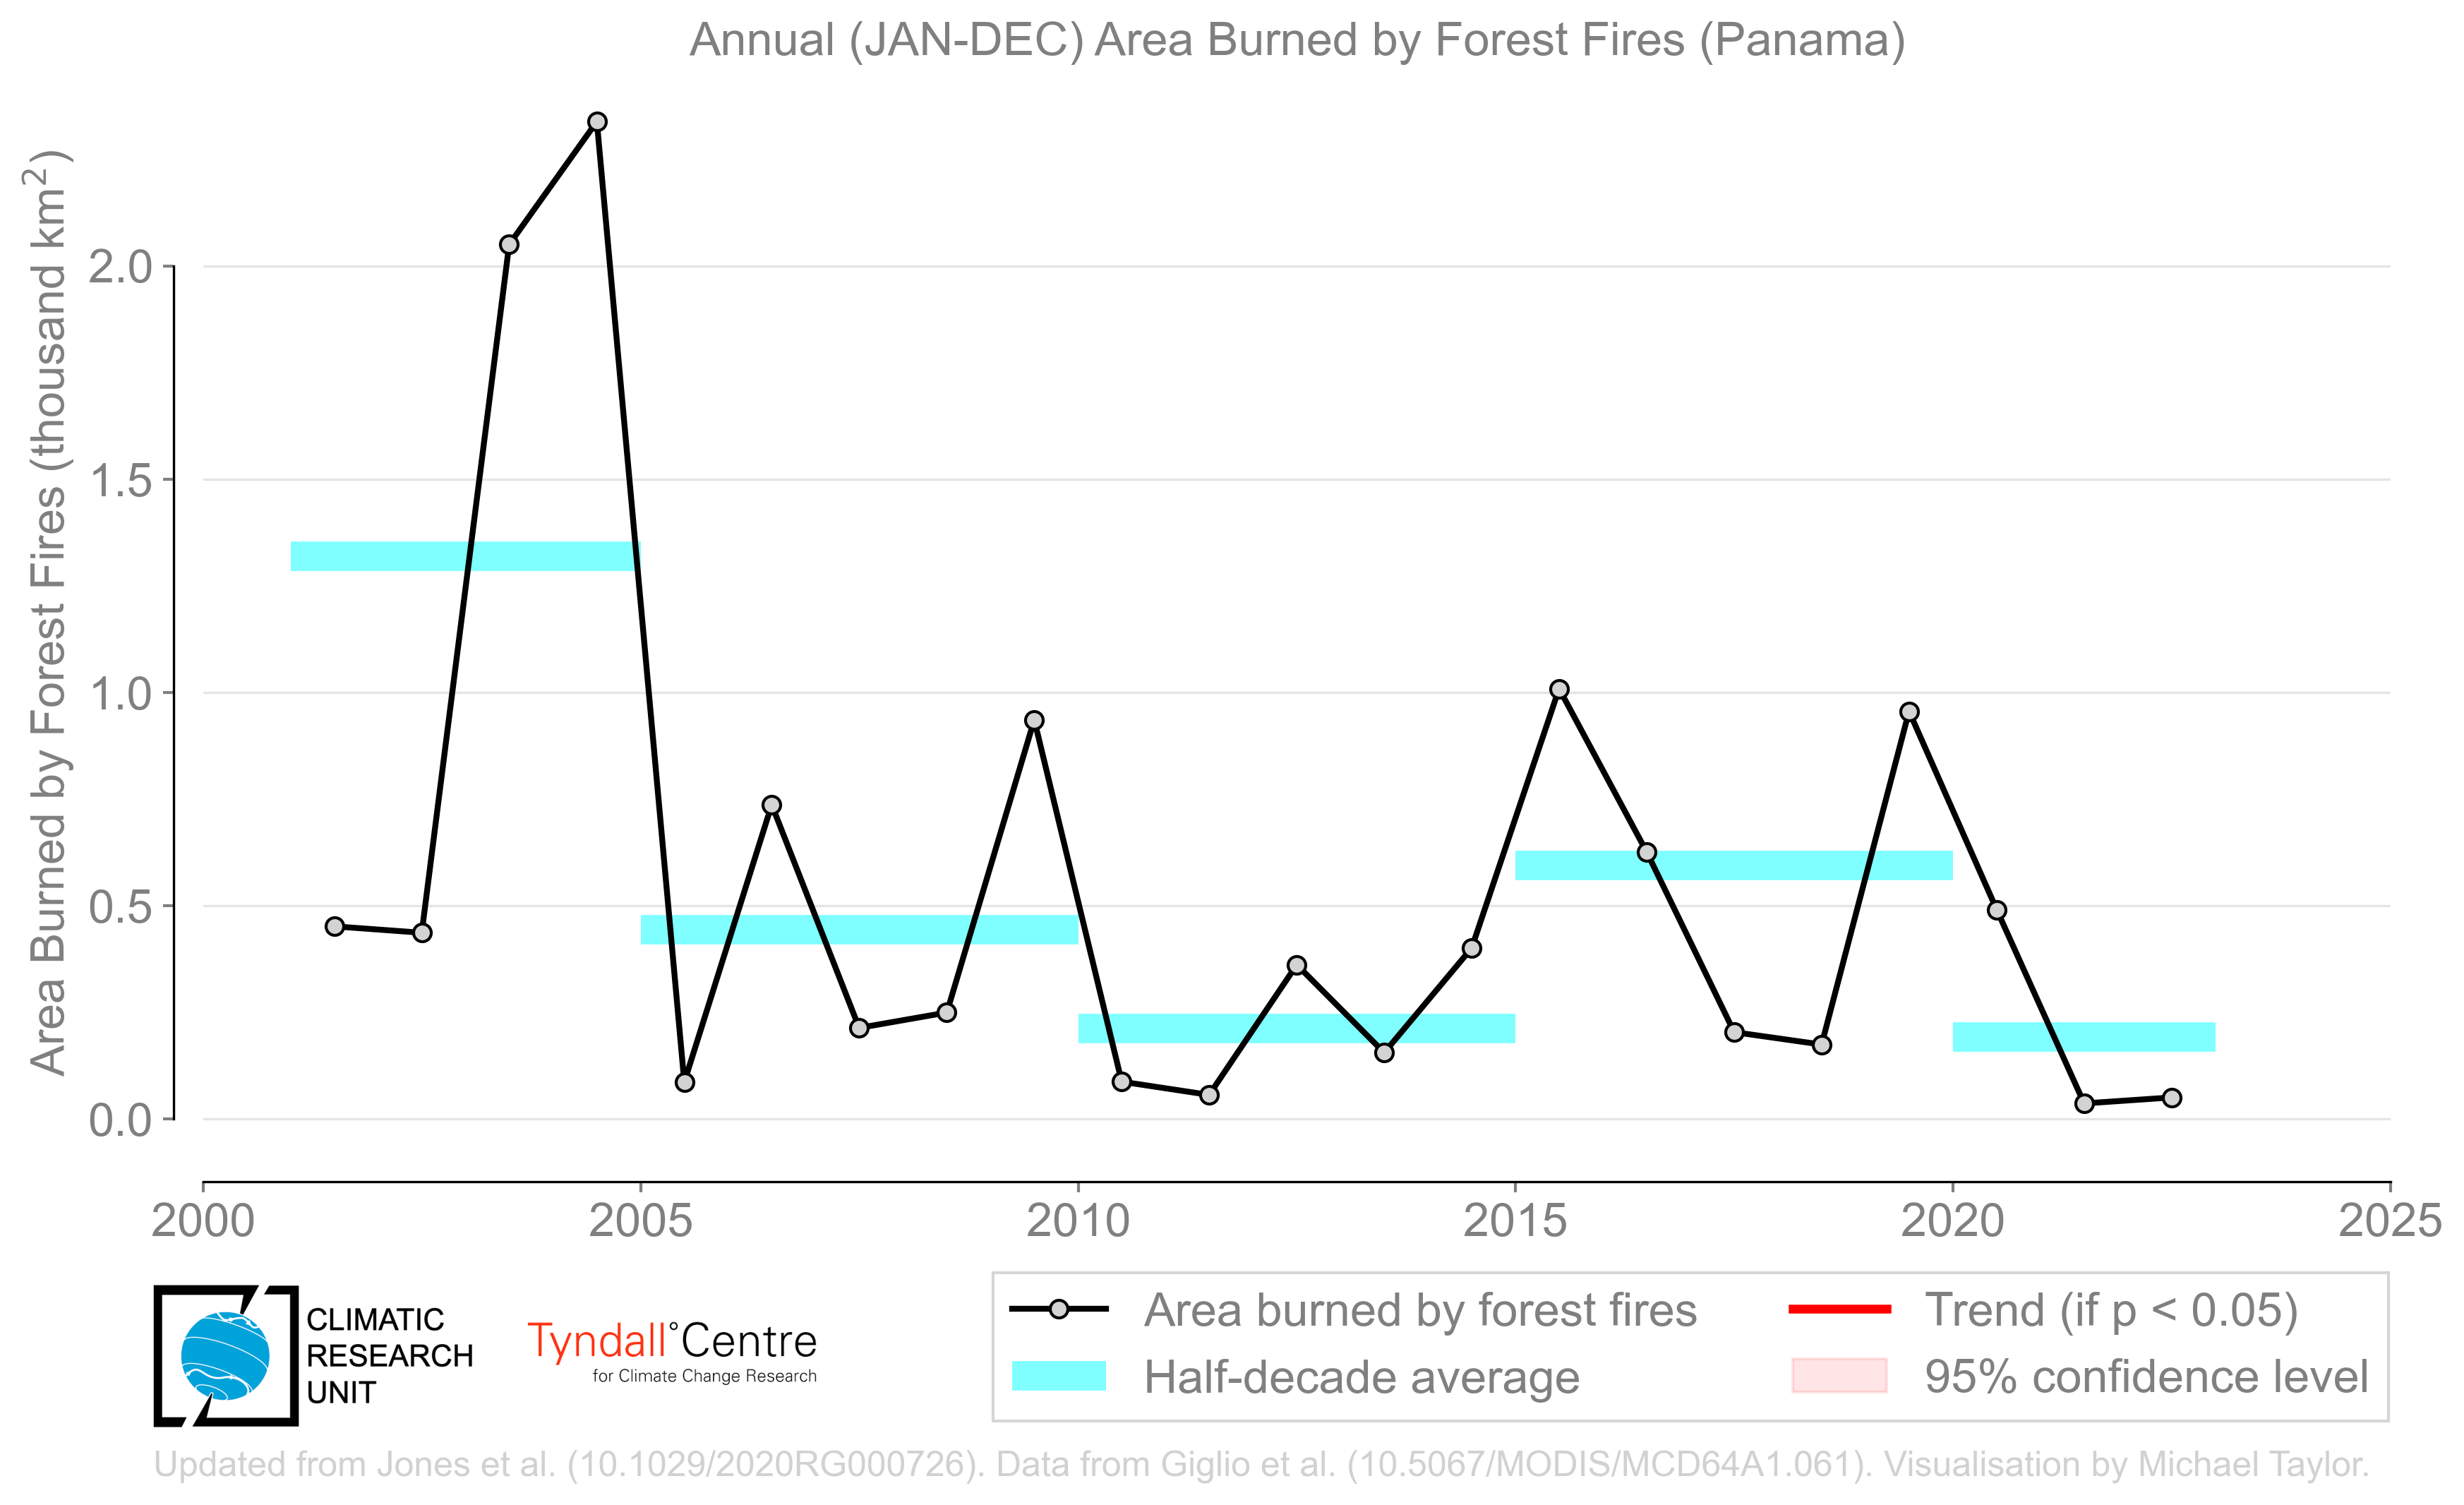 Annual (JAN-DEC) Area Burned by Forest Fires (Panama)
Area Burned by Forest Fires (thousand km²)
2.0
1.5
1.0
0.5
0.0
2000 2005 2010 2015 2020 2025
CLIMATIC
RESEARCH
UNIT
Tyndall°Centre
for Climate Change Research
Area burned by forest fires
Half-decade average
Trend (if p < 0.05)
95% confidence level
Updated from Jones et al. (10.1029/2020RG000726). Data from Giglio et al. (10.5067/MODIS/MCD64A1.061). Visualisation by Michael Taylor.